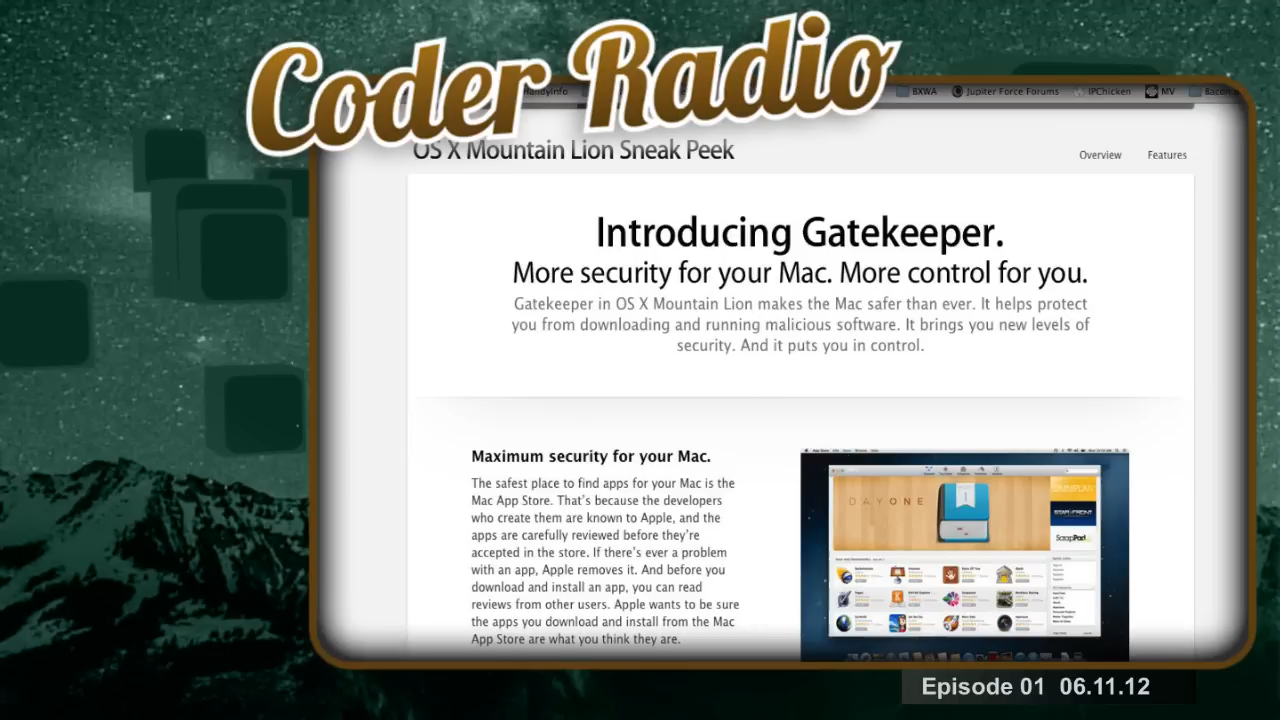 Coder Radio
Handyinfo
BXWA
Jupiter Force Forums
IPChicken
MV
Bacon
OS X Mountain Lion Sneak Peek
Overview
Features
Introducing Gatekeeper.
More security for your Mac. More control for you.
Gatekeeper in OS X Mountain Lion makes the Mac safer than ever. It helps protect
you from downloading and running malicious software. It brings you new levels of
security. And it puts you in control.
Maximum security for your Mac.
The safest place to find apps for your Mac is the
Mac App Store. That's because the developers
who create them are known to Apple, and the
apps are carefully reviewed before they're
accepted in the store. If there's ever a problem
with an app, Apple removes it. And before you
download and install an app, you can read
reviews from other users. Apple wants to be sure
the apps you download and install from the Mac
App Store are what you think they are.
DAY ONE
OMNIPLAN
STARFRONT
ScrapPad
Episode 01 06.11.12